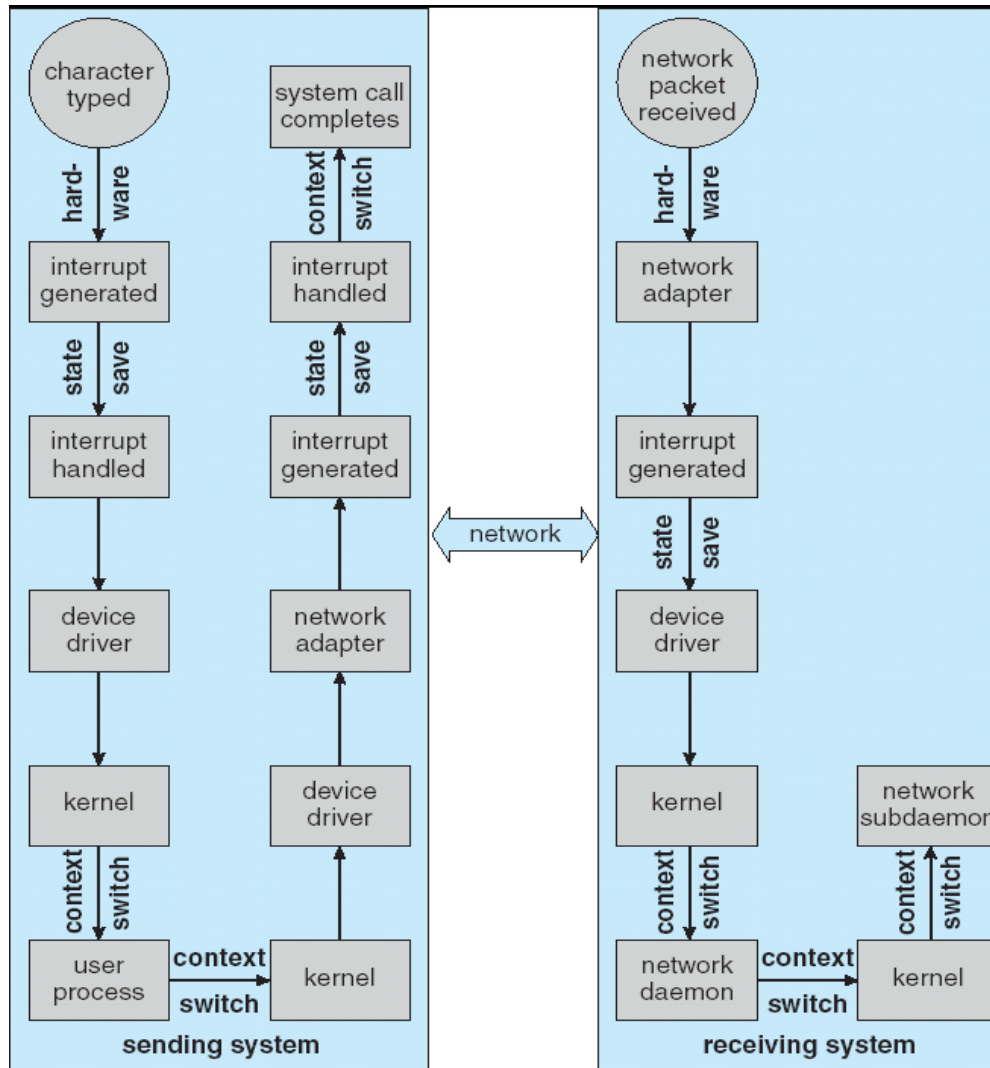 character
typed
hard-
ware
interrupt
generated
state
save
interrupt
handled
device
driver
kernel
context
switch
user
process
context
switch
kernel
device
driver
network
adapter
interrupt
generated
state
save
interrupt
handled
context
switch
system call
completes
sending system
network
network
packet
received
hard-
ware
network
adapter
interrupt
generated
state
save
device
driver
kernel
context
switch
network
daemon
context
switch
kernel
context
switch
network
subdaemon
receiving system